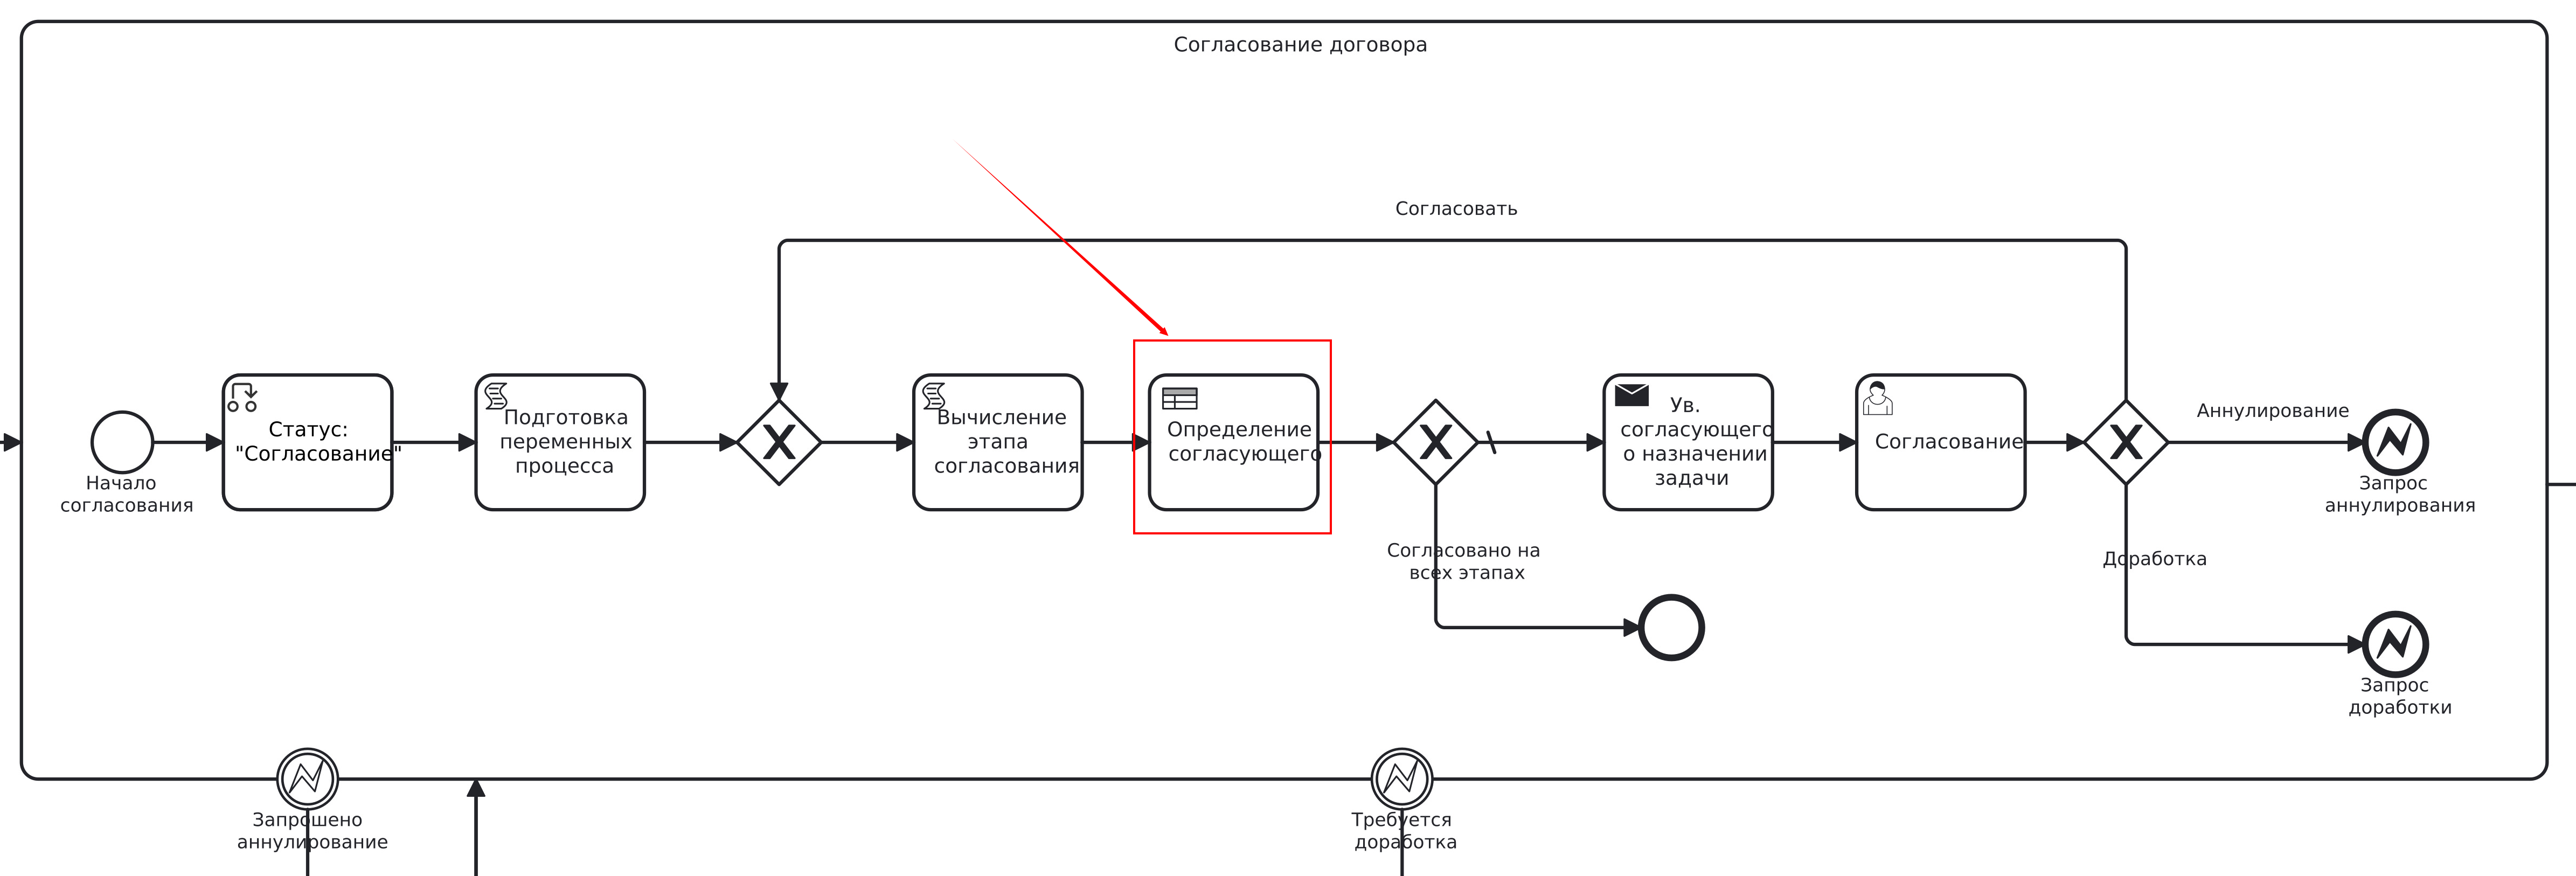 Согласование договора
Согласовать
Начало
согласования
Статус:
"Согласование"
Подготовка
переменных
процесса
Вычисление
этапа
согласования
Определение
согласующего
Согласовано на
всех этапах
Ув.
согласующего
о назначении
задачи
Согласование
Аннулирование
Запрос
аннулирования
Доработка
Запрос
доработки
Запрошено
аннулирование
Требуется
доработка